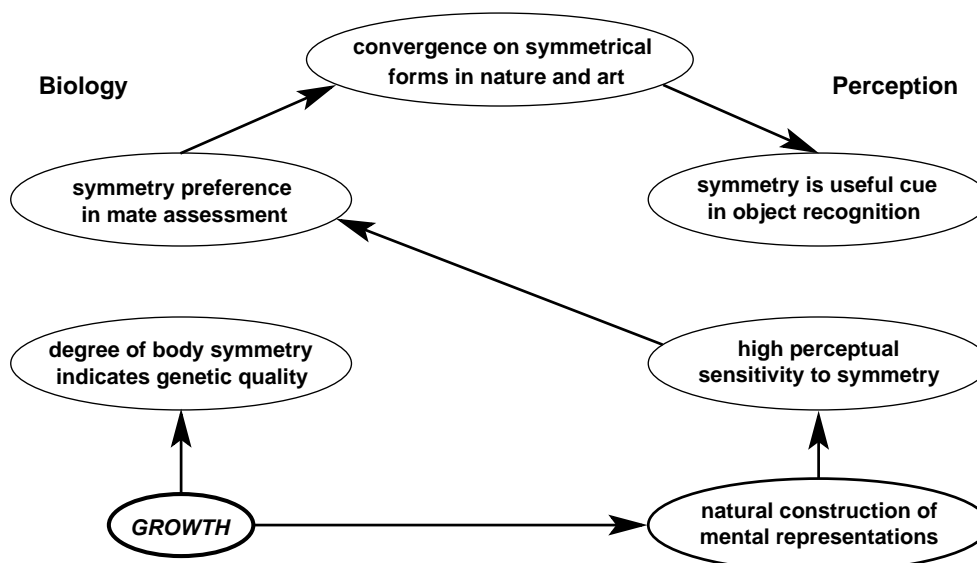 convergence on symmetrical
forms in nature and art
Biology
Perception
symmetry preference
in mate assessment
symmetry is useful cue
in object recognition
degree of body symmetry
indicates genetic quality
high perceptual
sensitivity to symmetry
GROWTH
natural construction of
mental representations